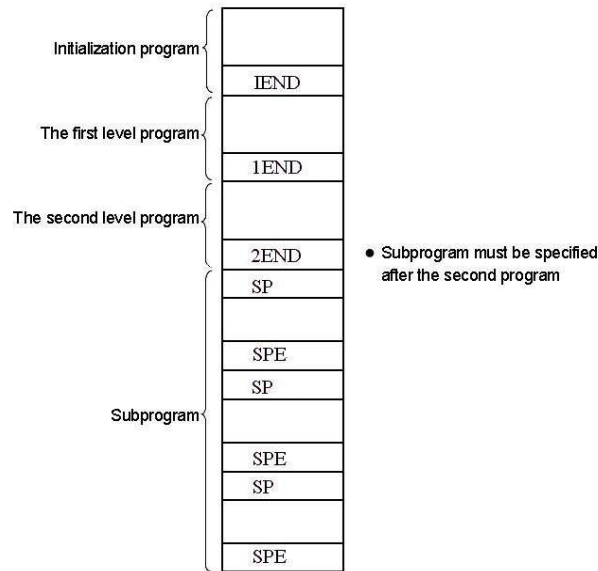 Initialization program
IEND
The first level program
1END
The second level program
2END
• Subprogram must be specified
after the second program
SP
SPE
SP
Subprogram
SPE
SP
SPE